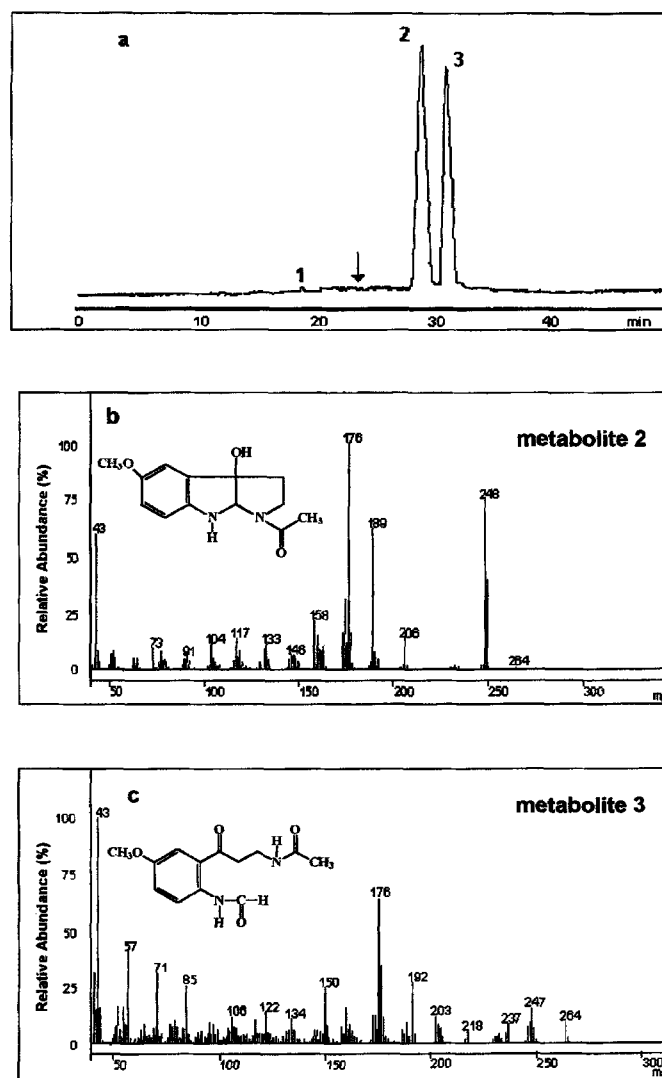 a
2
3
1
0 10 20 30 40 min
b
metabolite 2
Relative Abundance (%)
100
75
50
25
0
43
73
91
104
117
133
146
158
176
189
206
248
264
OH
CH₃O
N
H
N
CH₃
O
50 100 150 200 250 300 m
c
metabolite 3
Relative Abundance (%)
100
75
50
25
0
43
57
71
85
106
122
134
150
176
192
203
218
237
247
264
O
H
O
CH₃O
N
CH₃
N—C—H
H
O
50 100 150 200 250 300 m